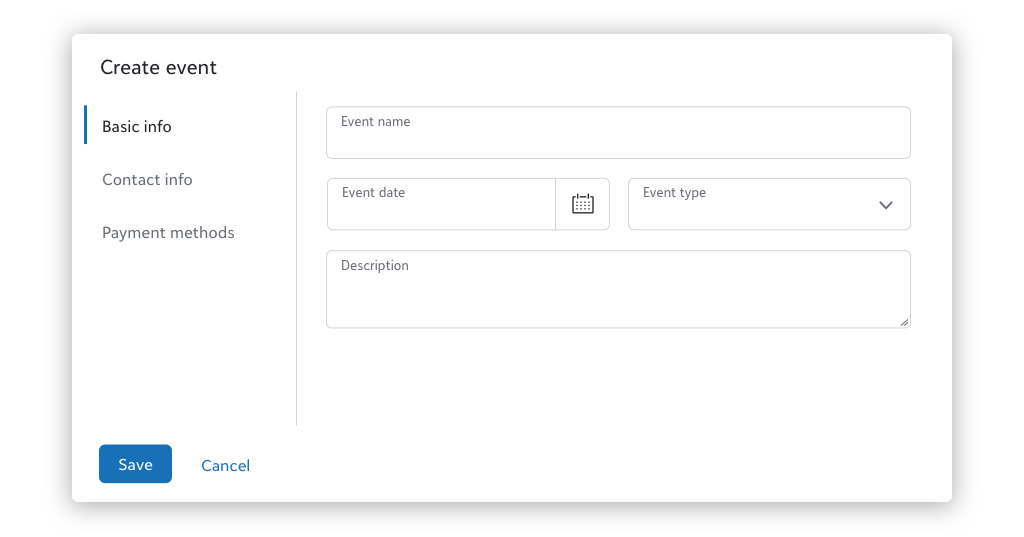 Create event
Basic info
Contact info
Payment methods
Event name
Event date
Event type
Description
Save
Cancel